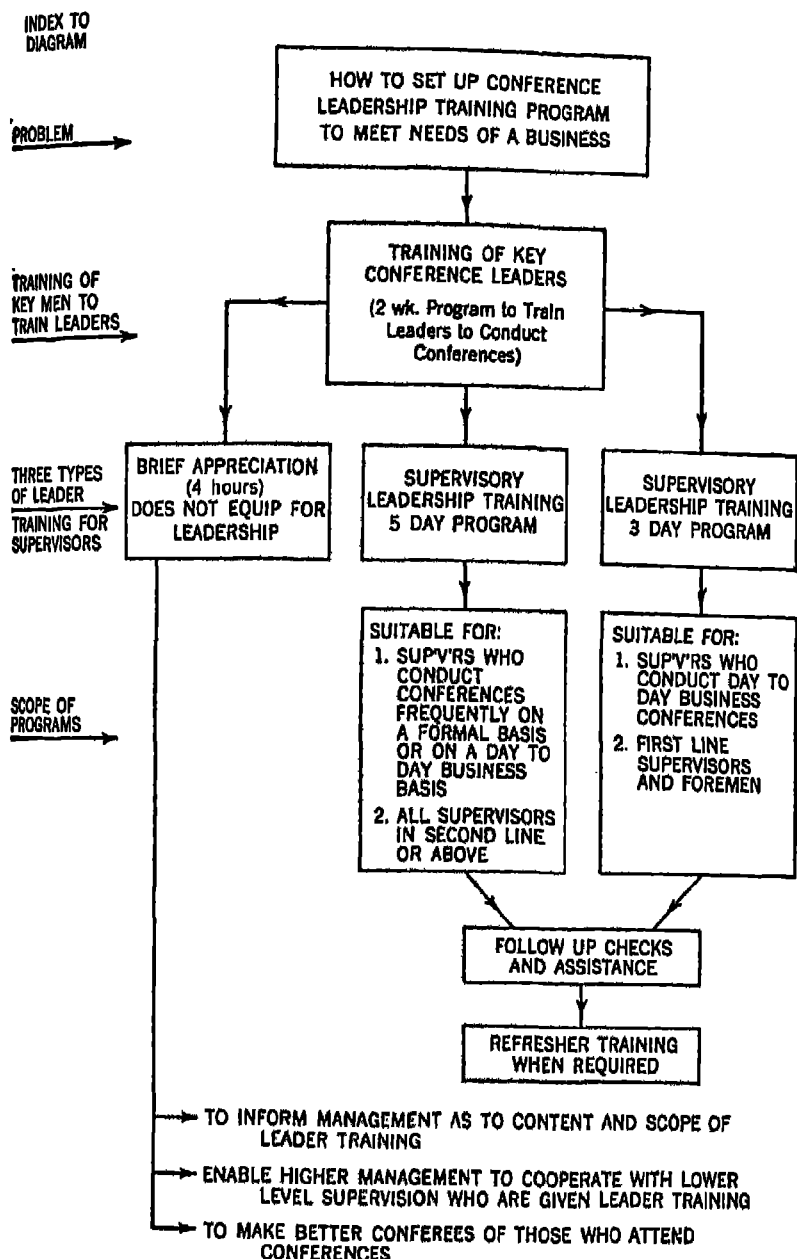 INDEX TO
DIAGRAM
PROBLEM
HOW TO SET UP CONFERENCE
LEADERSHIP TRAINING PROGRAM
TO MEET NEEDS OF A BUSINESS
TRAINING OF
KEY MEN TO
TRAIN LEADERS
TRAINING OF KEY
CONFERENCE LEADERS
(2 wk. Program to Train
Leaders to Conduct
Conferences)
THREE TYPES
OF LEADER
TRAINING FOR
SUPERVISORS
BRIEF APPRECIATION
(4 hours)
DOES NOT EQUIP FOR
LEADERSHIP
SUPERVISORY
LEADERSHIP TRAINING
5 DAY PROGRAM
SUPERVISORY
LEADERSHIP TRAINING
3 DAY PROGRAM
SCOPE OF
PROGRAMS
SUITABLE FOR:
1. SUP'V'RS WHO
CONDUCT
CONFERENCES
FREQUENTLY ON
A FORMAL BASIS
OR ON A DAY TO
DAY BUSINESS
BASIS
2. ALL SUPERVISORS
IN SECOND LINE
OR ABOVE
SUITABLE FOR:
1. SUP'V'RS WHO
CONDUCT DAY TO
DAY BUSINESS
CONFERENCES
2. FIRST LINE
SUPERVISORS
AND FOREMEN
FOLLOW UP CHECKS
AND ASSISTANCE
REFRESHER TRAINING
WHEN REQUIRED
TO INFORM MANAGEMENT AS TO CONTENT AND SCOPE OF
LEADER TRAINING
ENABLE HIGHER MANAGEMENT TO COOPERATE WITH LOWER
LEVEL SUPERVISION WHO ARE GIVEN LEADER TRAINING
TO MAKE BETTER CONFEREES OF THOSE WHO ATTEND
CONFERENCES